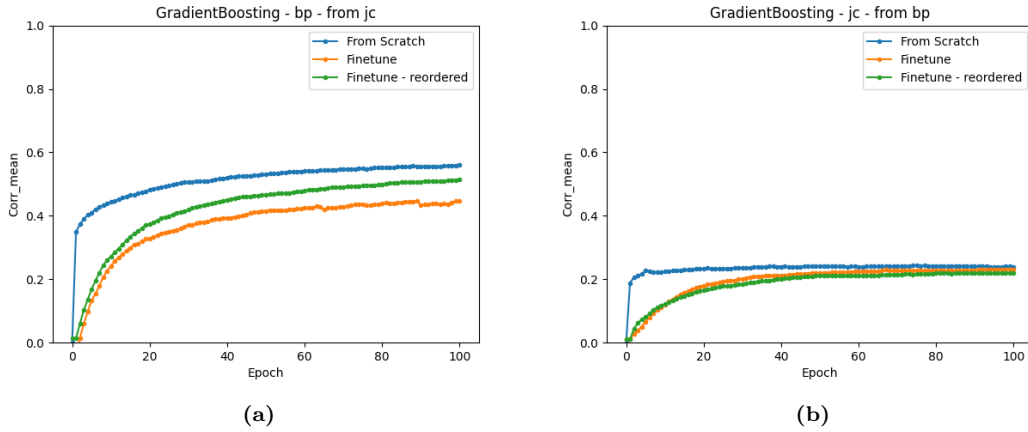 GradientBoosting - bp - from jc
1.0
0.8
0.6
0.4
0.2
0.0
Corr_mean
From Scratch
Finetune
Finetune - reordered
0 20 40 60 80 100
Epoch
(a)
GradientBoosting - jc - from bp
1.0
0.8
0.6
0.4
0.2
0.0
Corr_mean
From Scratch
Finetune
Finetune - reordered
0 20 40 60 80 100
Epoch
(b)